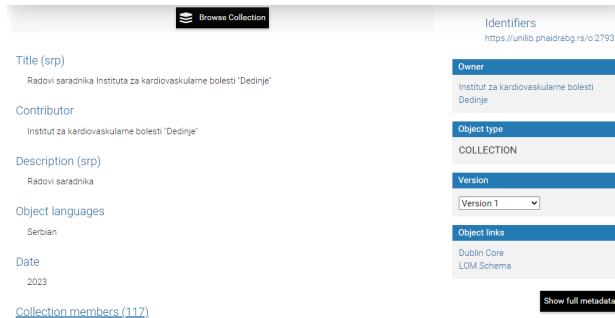 Browse Collection
Title (srp)
Radovi saradnika Instituta za kardiovaskularne bolesti "Dedinje"
Contributor
Institut za kardiovaskularne bolesti "Dedinje"
Description (srp)
Radovi saradnika
Object languages
Serbian
Date
2023
Collection members (117)
Identifiers
https://unilib.phaidrabg.rs/o:2793
Owner
Institut za kardiovaskularne bolesti
Dedinje
Object type
COLLECTION
Version
Version 1
Object links
Dublin Core
LOM Schema
Show full metadata